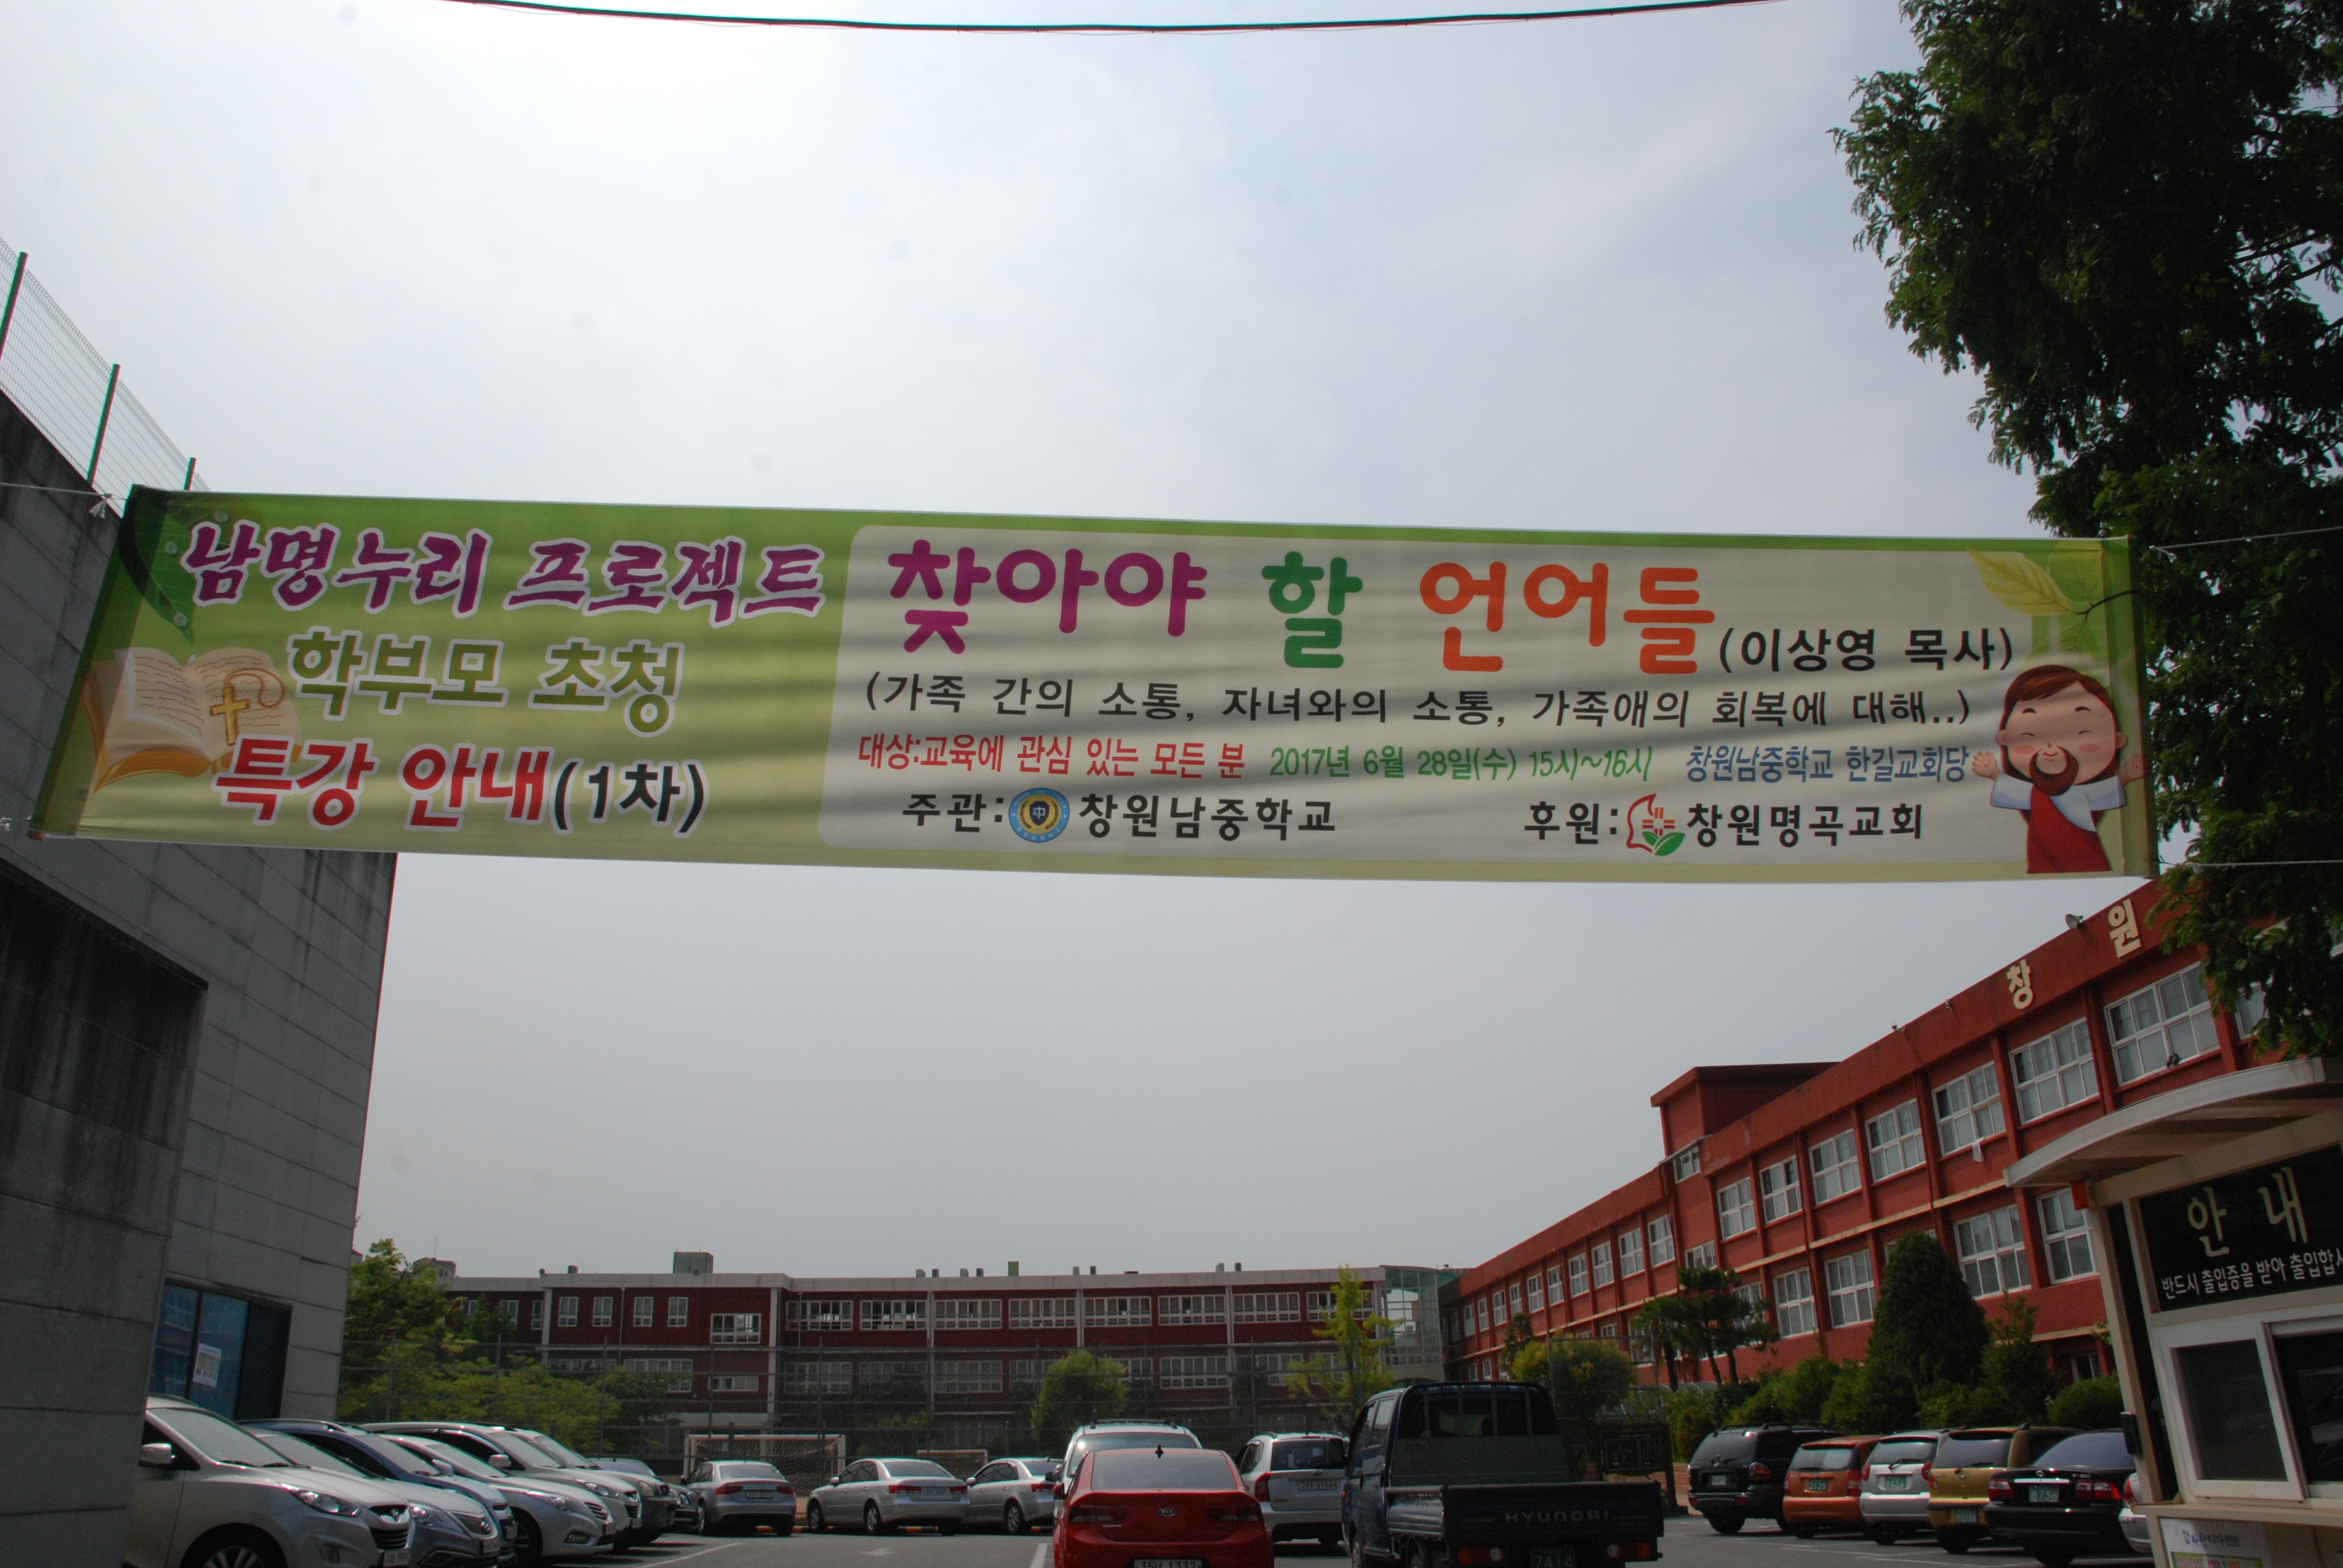 남명누리 프로젝트
학부모 초청
특강 안내(1차)
찾아야 할 언어들(이상영 목사)
(가족 간의 소통, 자녀와의 소통, 가족애의 회복에 대해..)
대상:교육에 관심 있는 모든 분 2017년 6월 28일(수) 15시~16시 창원남중학교 한길교회당
주관: 中 창원남중학교 후원: 창원명곡교회
창 원
안 내
반드시 출입증을 받아 출입합시
HYUNDAI
7414
35너 1332